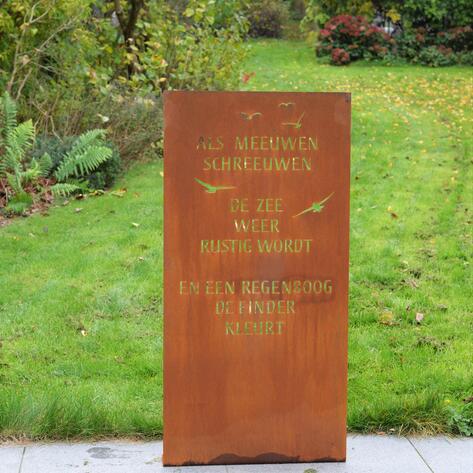 ALS MEEUWEN
SCHREEUWEN
DE ZEE
WEER
RUSTIG WORDT
EN EEN REGENBOOG
DE EINDER
KLEURT